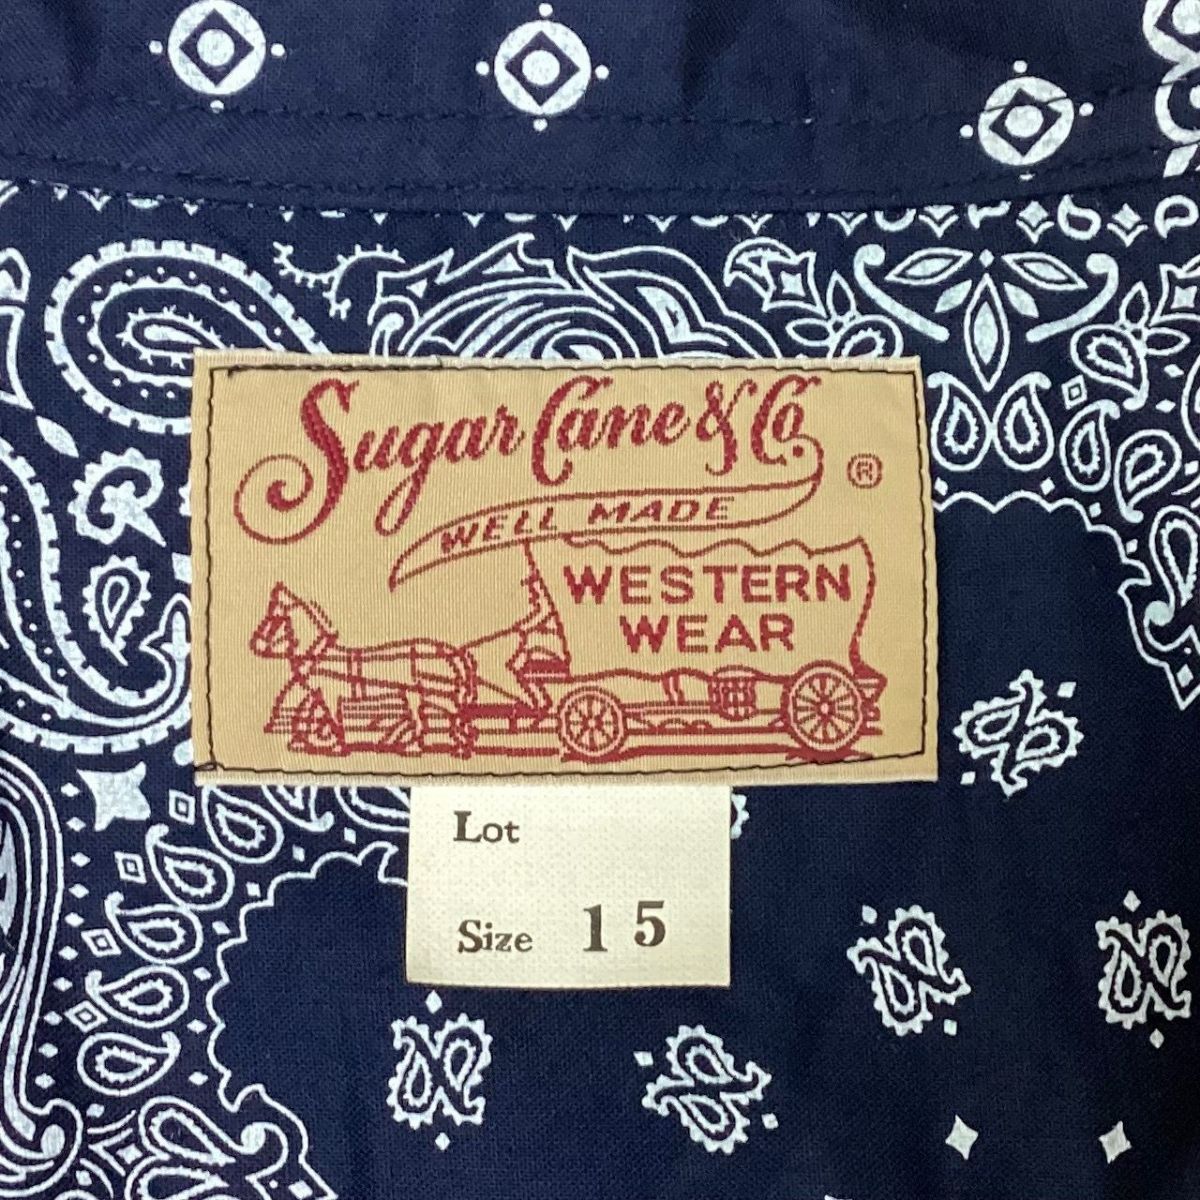 Sugar Cane & Co.
®
WELL MADE
WESTERN
WEAR
Lot
Size 15